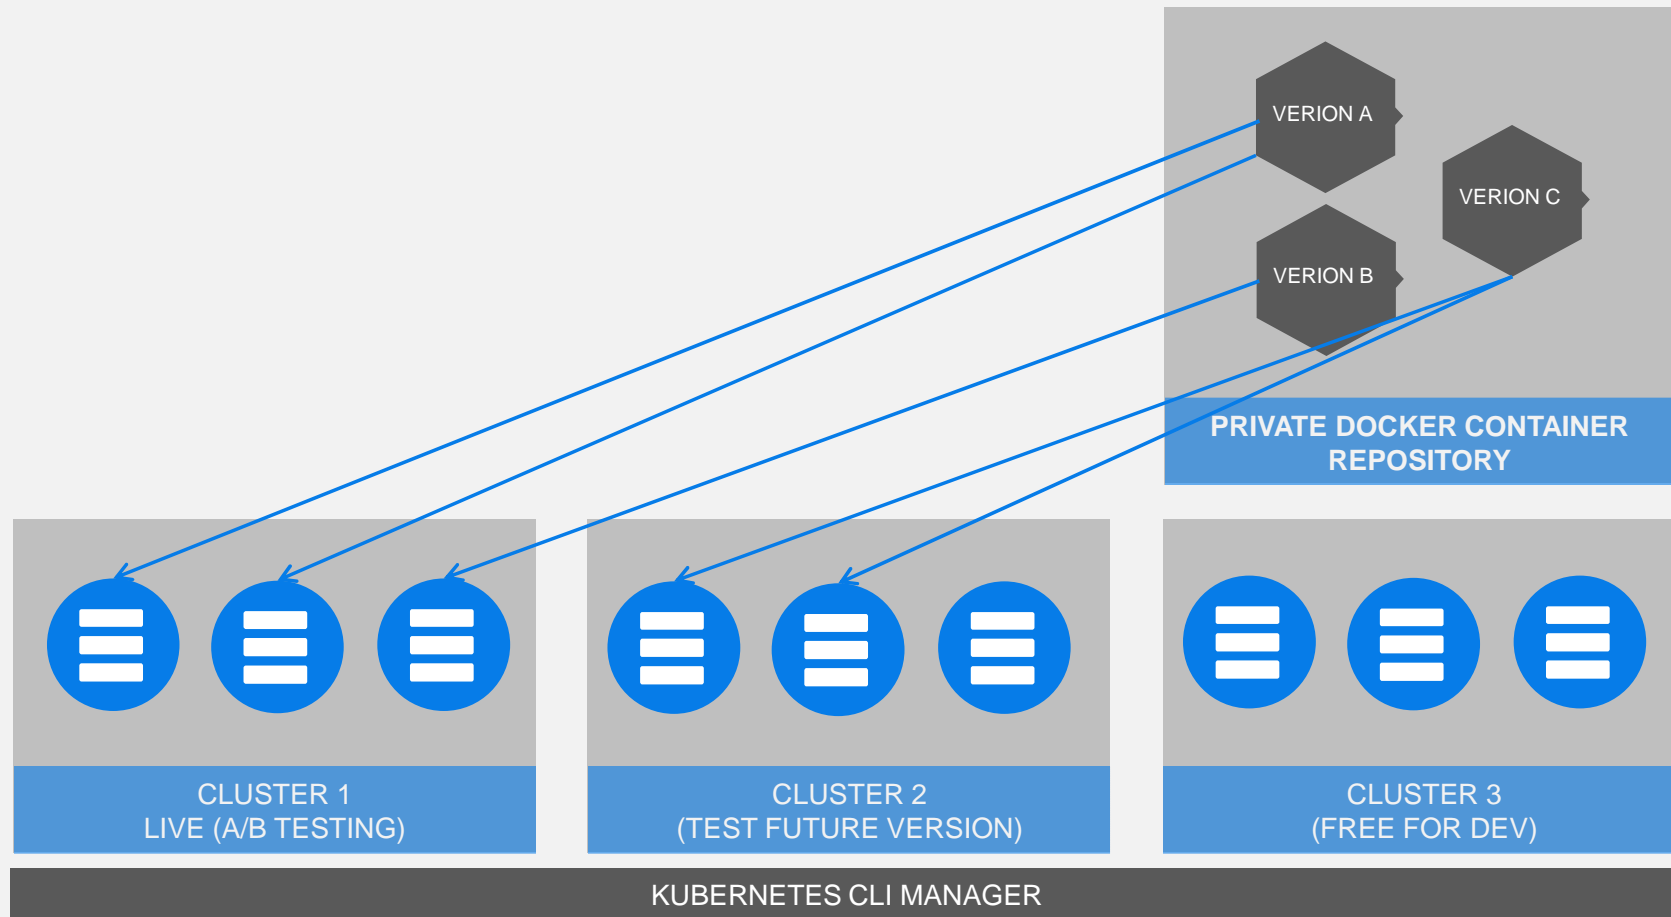 VERION A
VERION C
VERION B
PRIVATE DOCKER CONTAINER
REPOSITORY
CLUSTER 1
LIVE (A/B TESTING)
CLUSTER 2
(TEST FUTURE VERSION)
CLUSTER 3
(FREE FOR DEV)
KUBERNETES CLI MANAGER